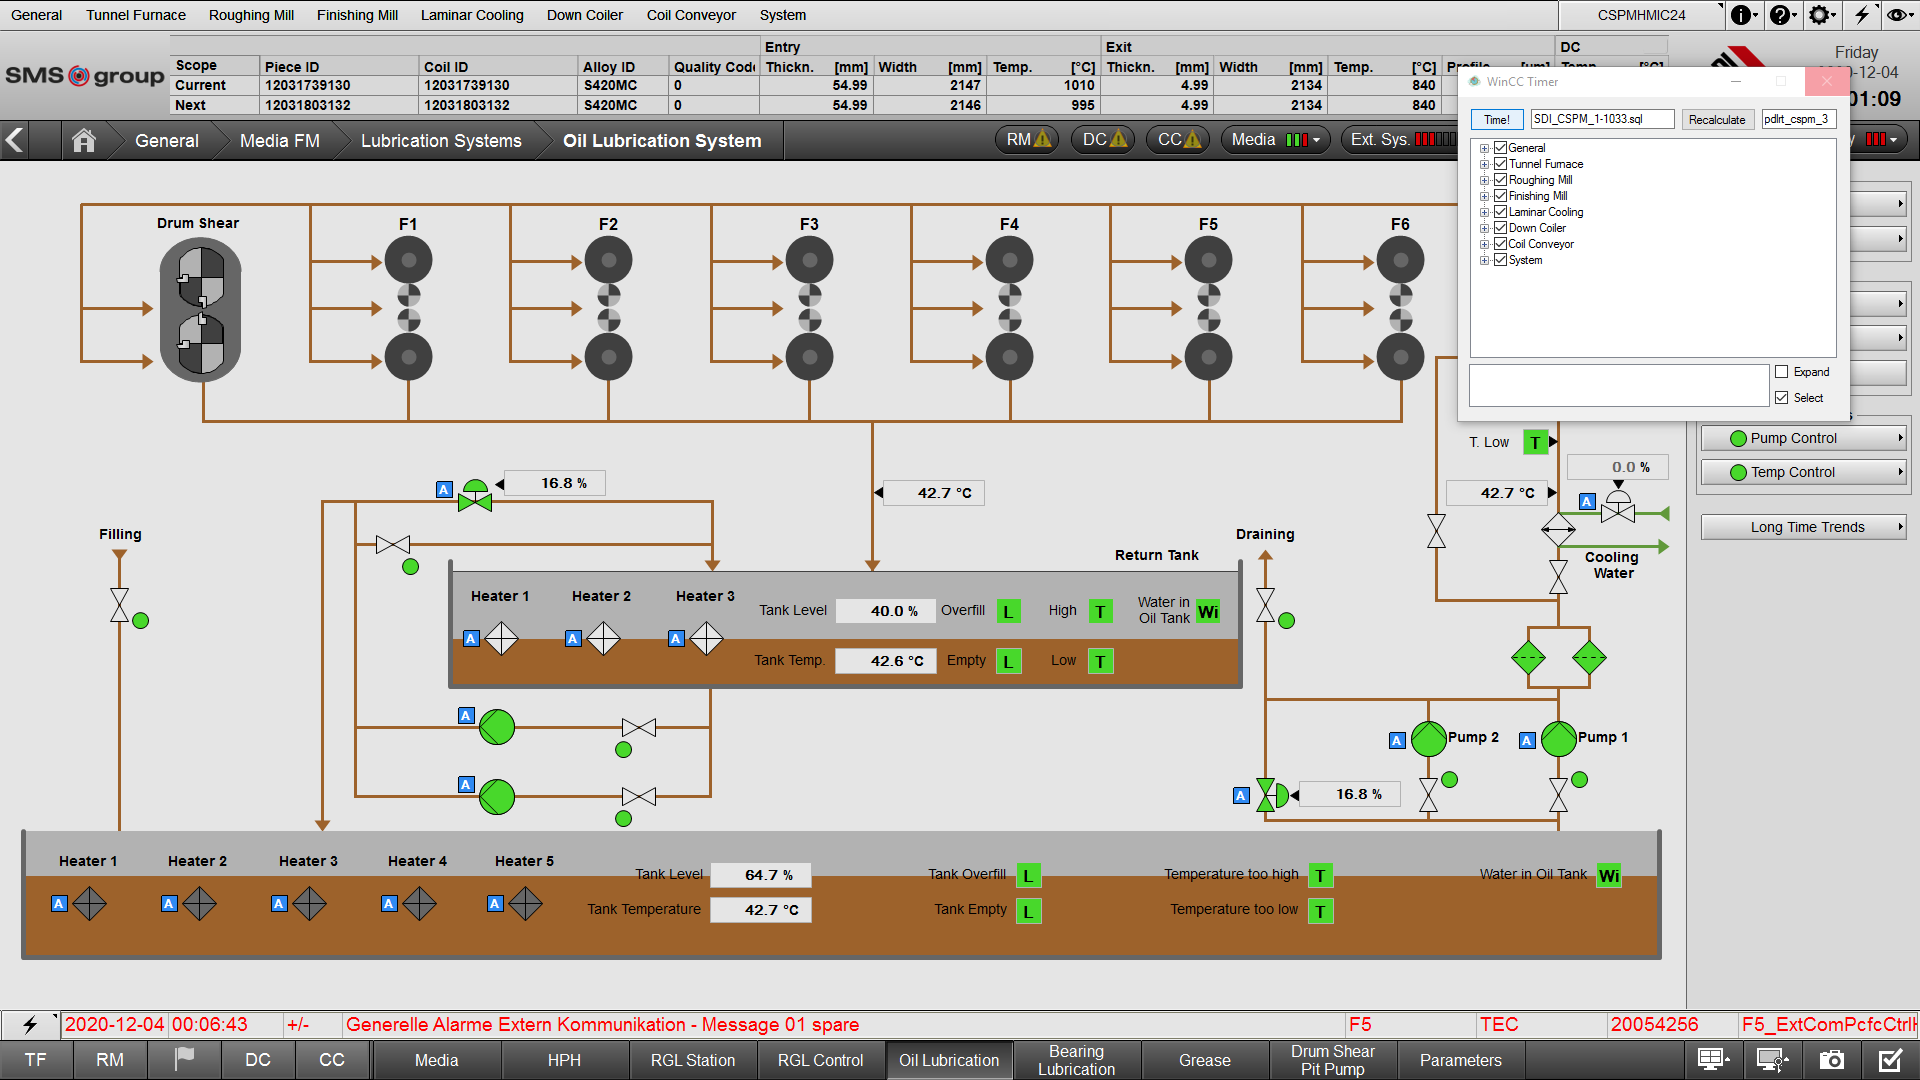 General Tunnel Furnace Roughing Mill Finishing Mill Laminar Cooling Down Coiler Coil Conveyor System CSPMHMIC24
SMS group
Entry Exit DC
Scope Piece ID Coil ID Alloy ID Quality Code Thickn. [mm] Width [mm] Temp. [°C] Thickn. [mm] Width [mm] Temp. [°C]
Current 12031739130 12031739130 S420MC 0 54.99 2147 1010 4.99 2134 840
Next 12031803132 12031803132 S420MC 0 54.99 2146 995 4.99 2134 840
Friday
-12-04
01:09
General Media FM Lubrication Systems Oil Lubrication System RM DC CC Media Ext. Sys.
WinCC Timer
Time! SDI_CSPM_1-1033.sql Recalculate pdlrt_cspm_3
General
Tunnel Furnace
Roughing Mill
Finishing Mill
Laminar Cooling
Down Coiler
Coil Conveyor
System
Expand
Select
Drum Shear F1 F2 F3 F4 F5 F6
T. Low T
Pump Control
Temp Control
Long Time Trends
0.0 %
A 16.8 %
42.7 °C
42.7 °C
A
Filling
Draining
Cooling
Water
Return Tank
Heater 1 Heater 2 Heater 3
A A A
Tank Level 40.0 % Overfill L High T Water in
Oil Tank Wi
Tank Temp. 42.6 °C Empty L Low T
A
A
A Pump 2 A Pump 1
A 16.8 %
Heater 1 Heater 2 Heater 3 Heater 4 Heater 5
A A A A A
Tank Level 64.7 % Tank Overfill L Temperature too high T Water in Oil Tank Wi
Tank Temperature 42.7 °C Tank Empty L Temperature too low T
2020-12-04 00:06:43 +/- Generelle Alarme Extern Kommunikation - Message 01 spare F5 TEC 20054256 F5_ExtComPcfcCtrl
TF RM DC CC Media HPH RGL Station RGL Control Oil Lubrication Bearing
Lubrication Grease Drum Shear
Pit Pump Parameters